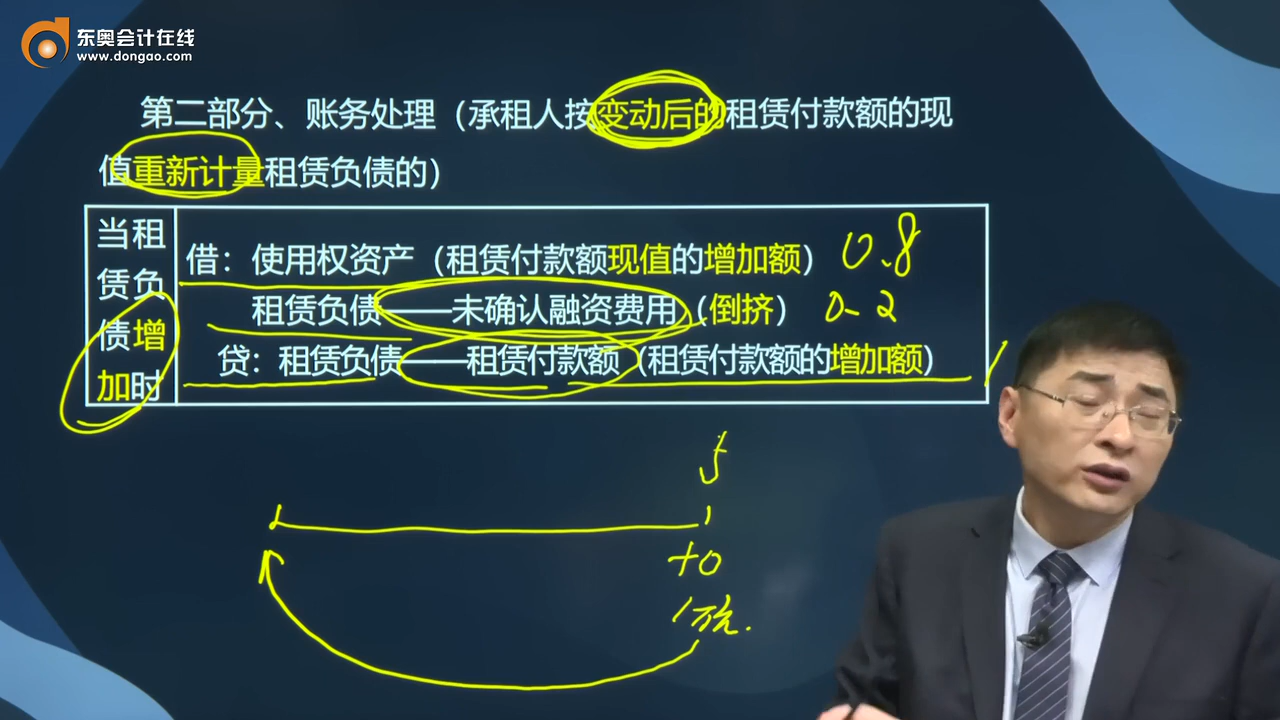 东奥会计在线
www.dongao.com
第二部分、账务处理（承租人按变动后的租赁付款额的现
值重新计量租赁负债的）
当租
赁负
债增
加时
借：使用权资产（租赁付款额现值的增加额） 0.8
租赁负债——未确认融资费用（倒挤） 0.2
贷：租赁负债——租赁付款额（租赁付款额的增加额） 1
5
+0
1万元.